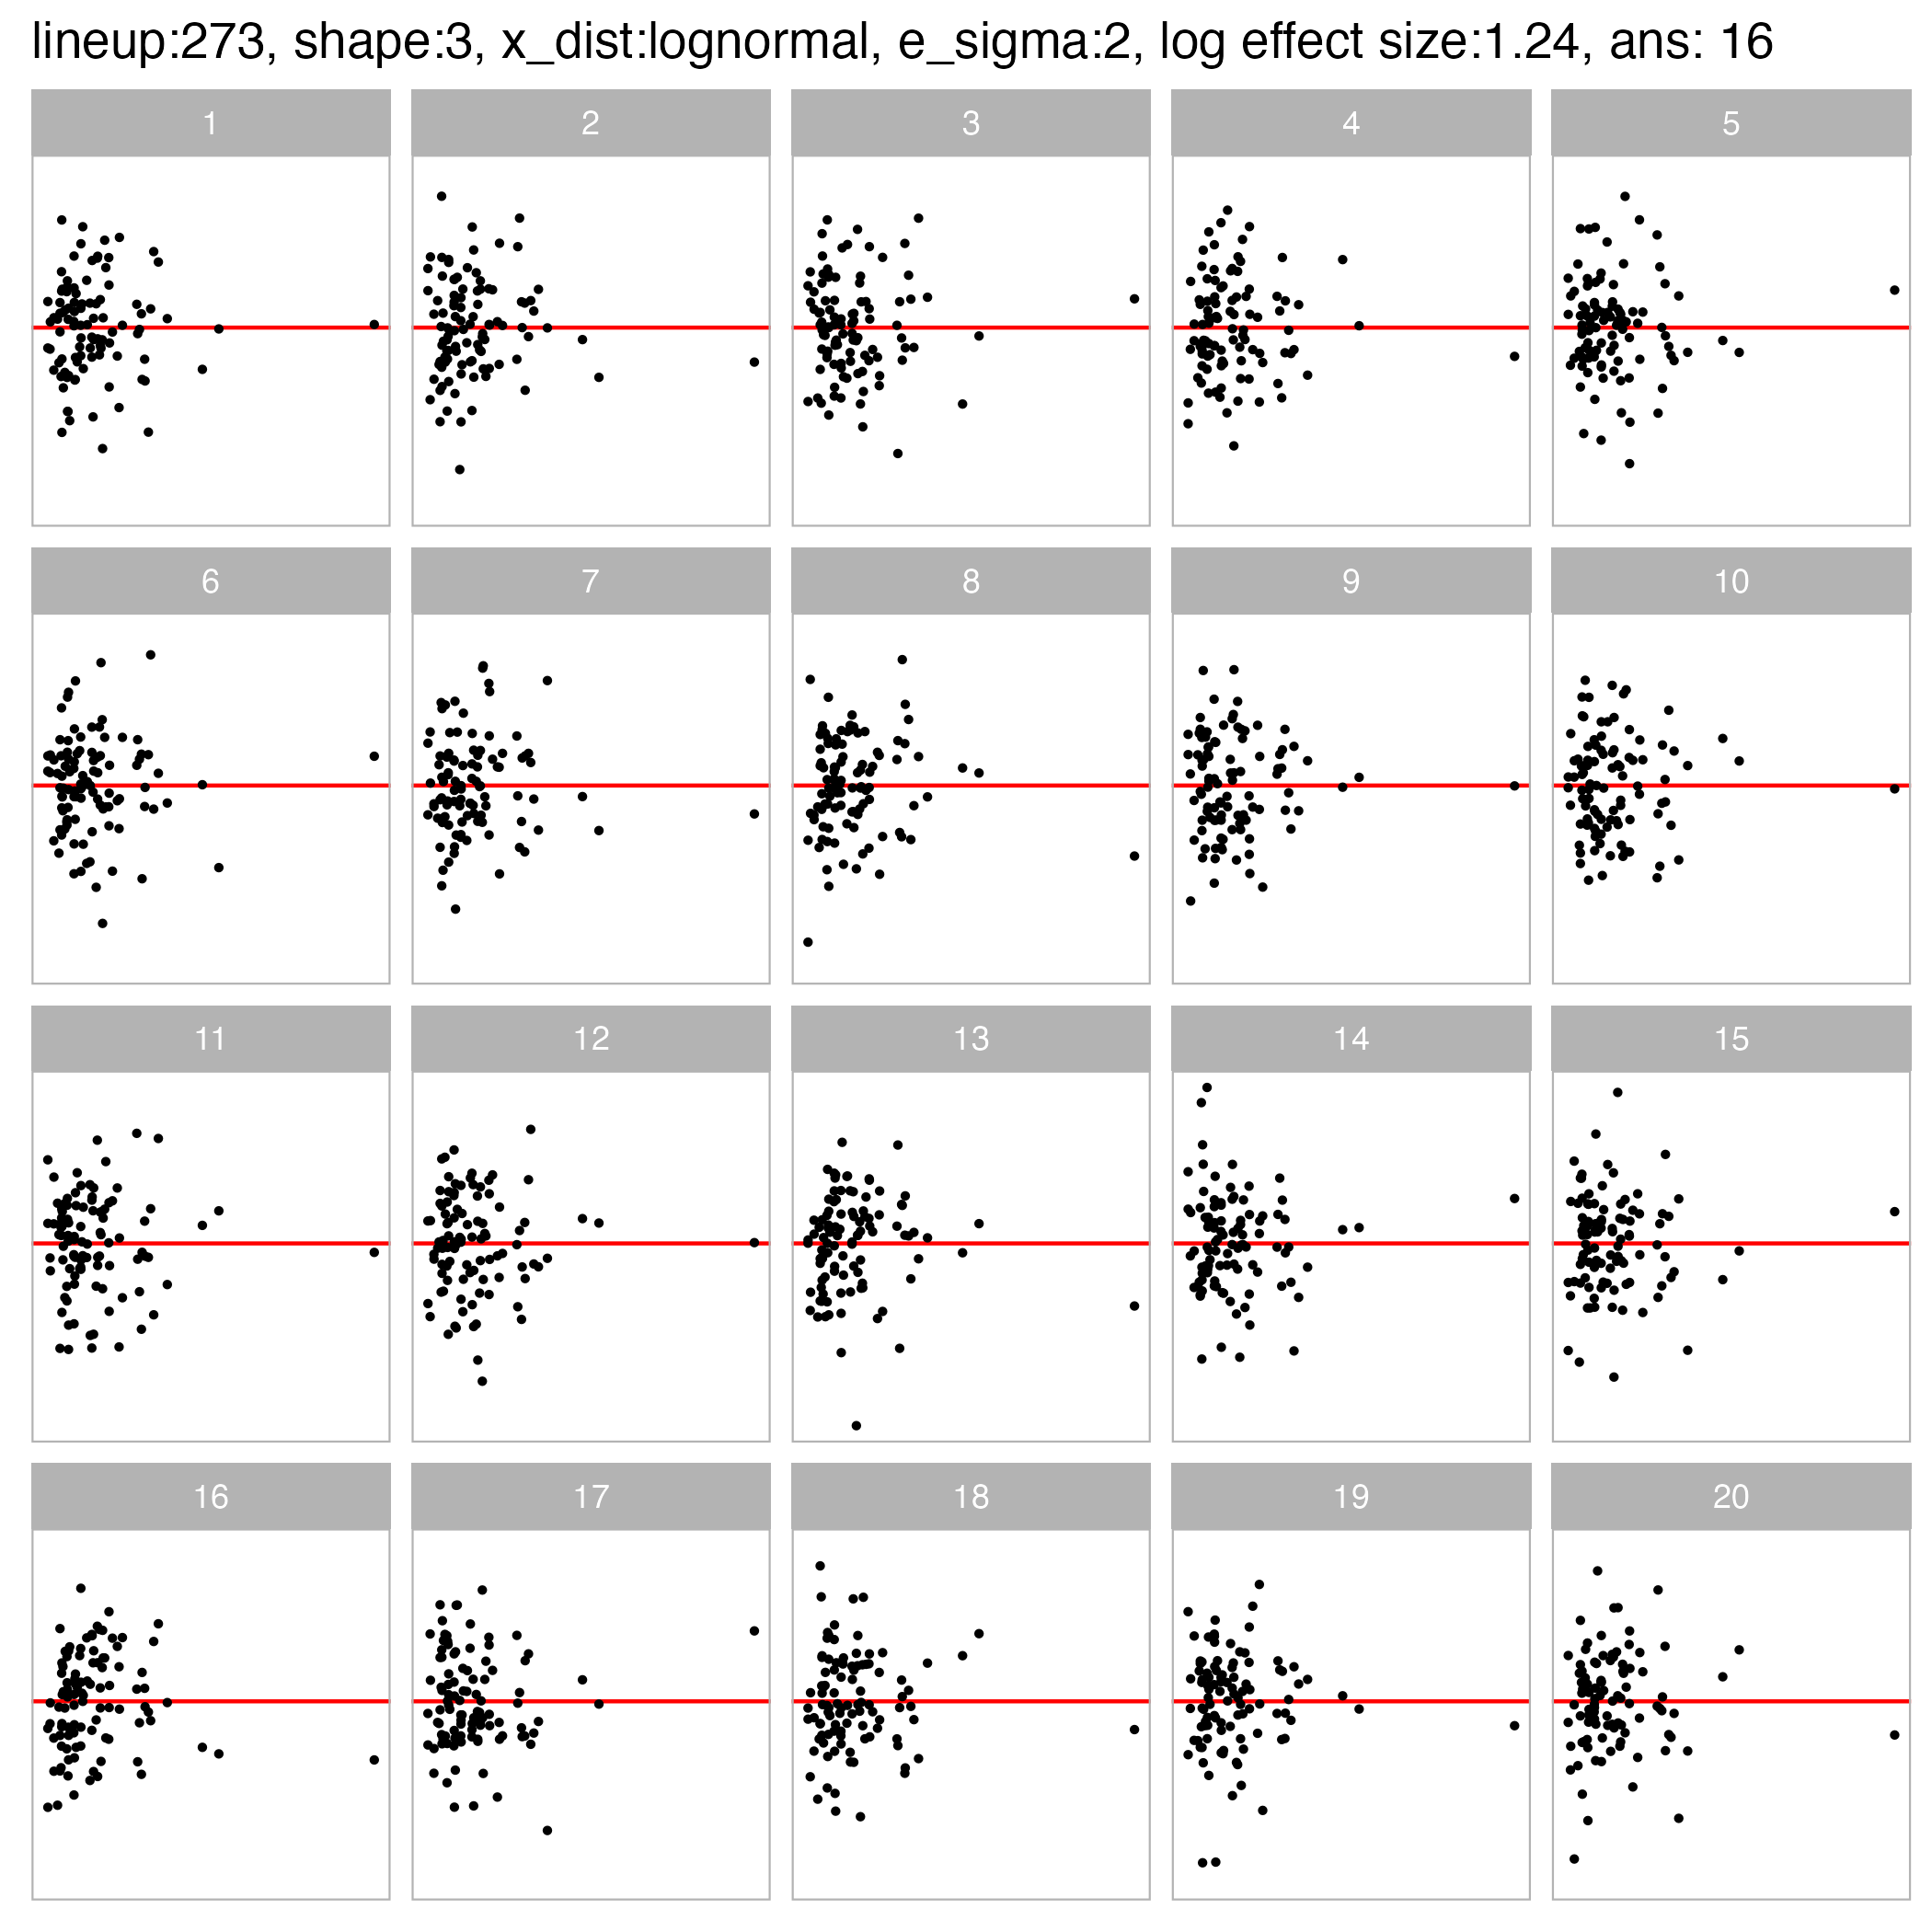 lineup:273, shape:3, x_dist:lognormal, e_sigma:2, log effect size:1.24, ans: 16
1 2 3 4 5
6 7 8 9 10
11 12 13 14 15
16 17 18 19 20